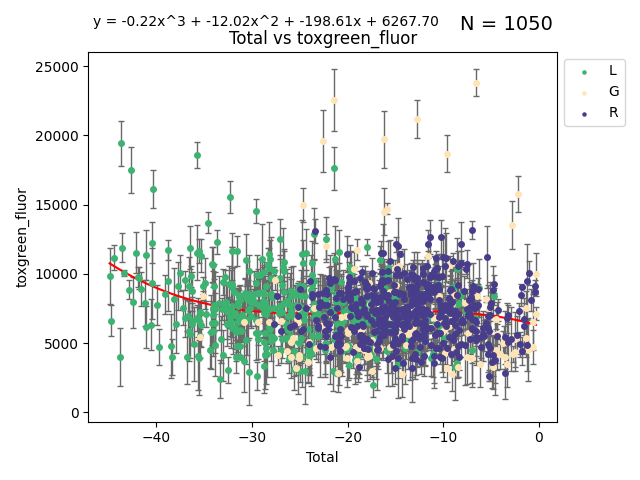 y = -0.22x^3 + -12.02x^2 + -198.61x + 6267.70
N = 1050
Total vs toxgreen_fluor
L
G
R
25000
20000
15000
10000
5000
0
toxgreen_fluor
−40
−30
−20
−10
0
Total